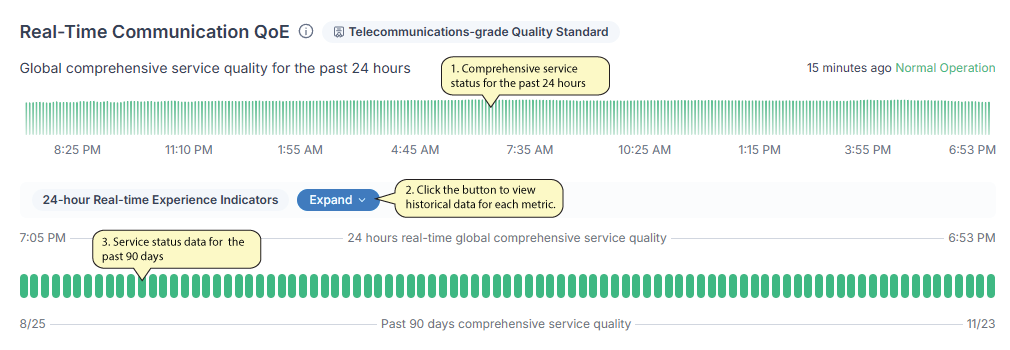 Real-Time Communication QoE
Telecommunications-grade Quality Standard
Global comprehensive service quality for the past 24 hours
1. Comprehensive service
status for the past 24 hours
15 minutes ago Normal Operation
8:25 PM 11:10 PM 1:55 AM 4:45 AM 7:35 AM 10:25 AM 1:15 PM 3:55 PM 6:53 PM
24-hour Real-time Experience Indicators
Expand
2. Click the button to view
historical data for each metric.
7:05 PM
3. Service status data for the
past 90 days
24 hours real-time global comprehensive service quality
6:53 PM
8/25
Past 90 days comprehensive service quality
11/23